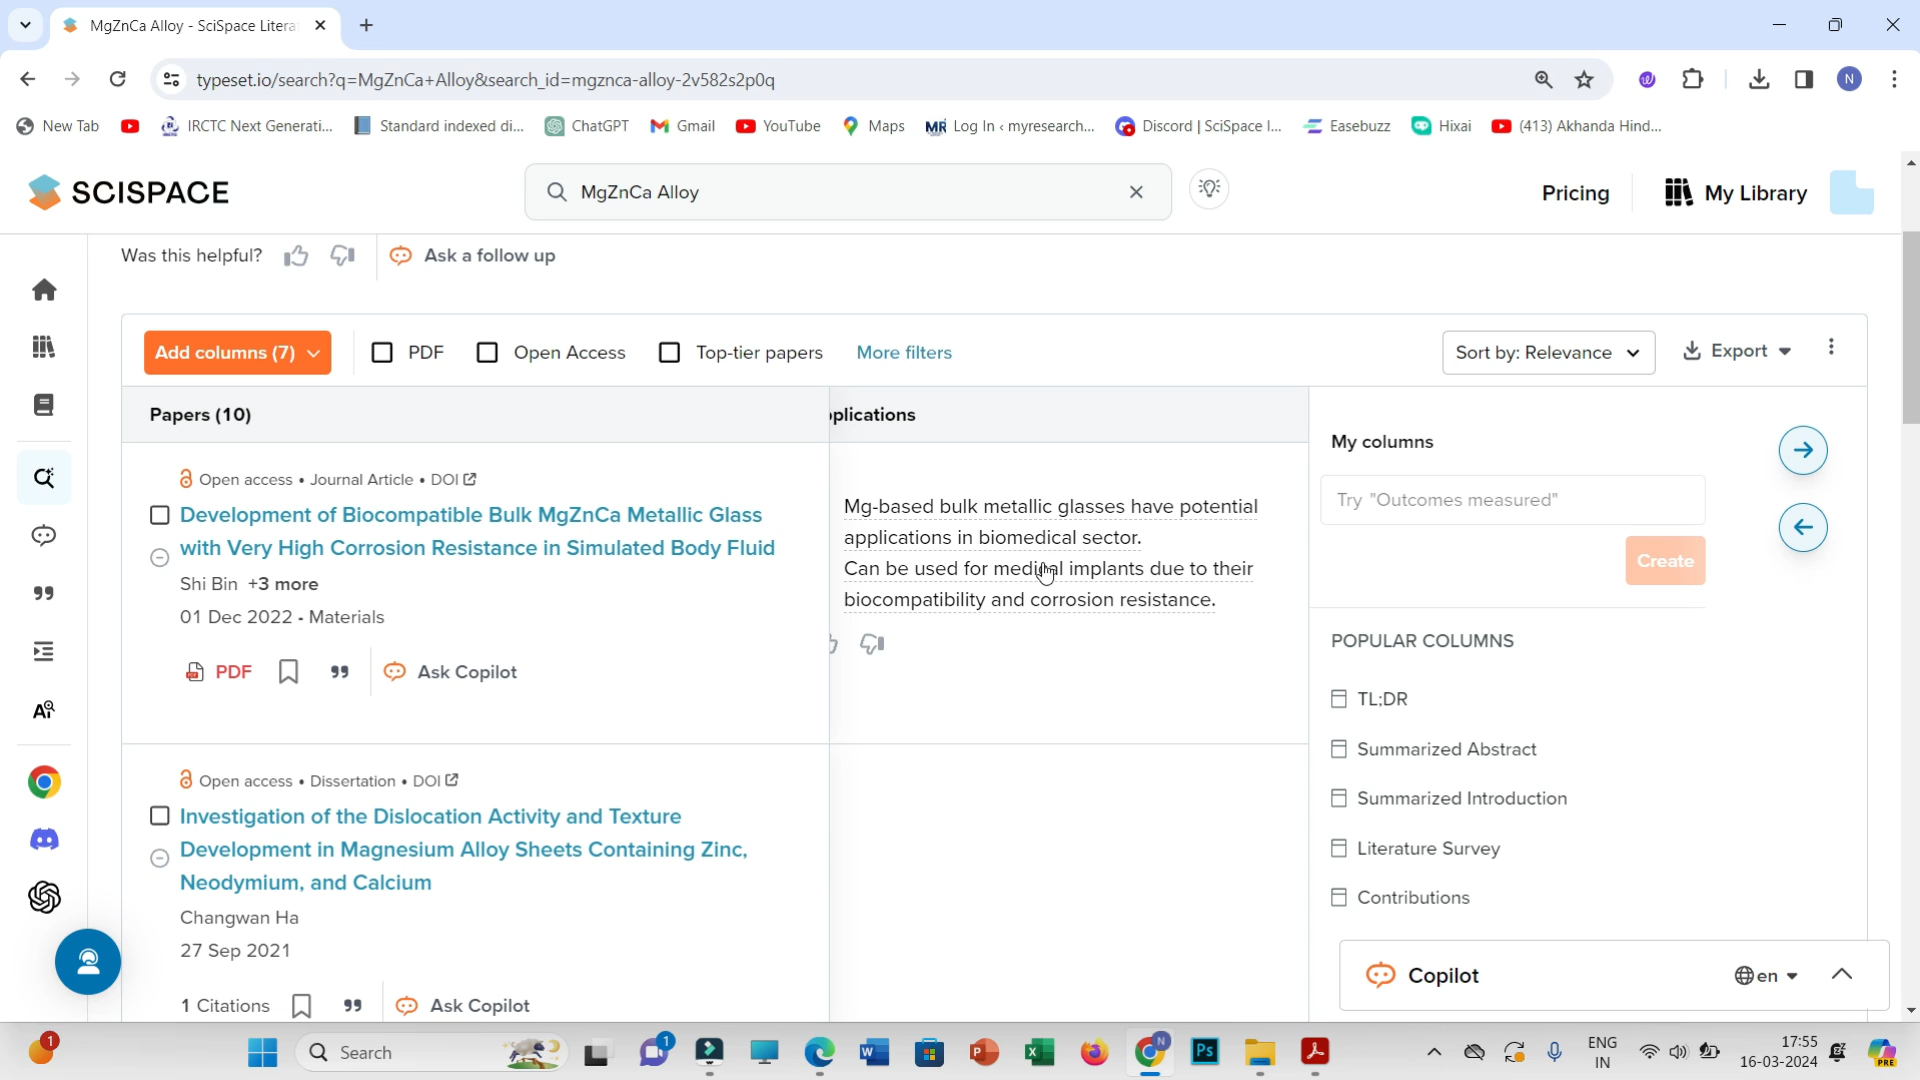 MgZnCa Alloy - SciSpace Litera
typeset.io/search?q=MgZnCa+Alloy&search_id=mgznca-alloy-2v582s2p0q
N
New Tab
IRCTC Next Generati...
Standard indexed di...
ChatGPT
Gmail
YouTube
Maps
MR Log In ‹ myresearch...
Discord | SciSpace I...
Easebuzz
Hixai
(413) Akhanda Hind...
SCISPACE
MgZnCa Alloy
Pricing
My Library
Was this helpful?
Ask a follow up
Add columns (7)
PDF
Open Access
Top-tier papers
More filters
Sort by: Relevance
Export
Papers (10)
plications
My columns
Open access • Journal Article • DOI
Development of Biocompatible Bulk MgZnCa Metallic Glass
with Very High Corrosion Resistance in Simulated Body Fluid
Shi Bin +3 more
01 Dec 2022 - Materials
PDF
Ask Copilot
Mg-based bulk metallic glasses have potential
applications in biomedical sector.
Can be used for medical implants due to their
biocompatibility and corrosion resistance.
Try "Outcomes measured"
Create
POPULAR COLUMNS
TL;DR
Summarized Abstract
Summarized Introduction
Literature Survey
Contributions
Open access • Dissertation • DOI
Investigation of the Dislocation Activity and Texture
Development in Magnesium Alloy Sheets Containing Zinc,
Neodymium, and Calcium
Changwan Ha
27 Sep 2021
1 Citations
Ask Copilot
Copilot
en
1
Search
1
W
P
X
N
Ps
ENG
IN
17:55
16-03-2024
PRE